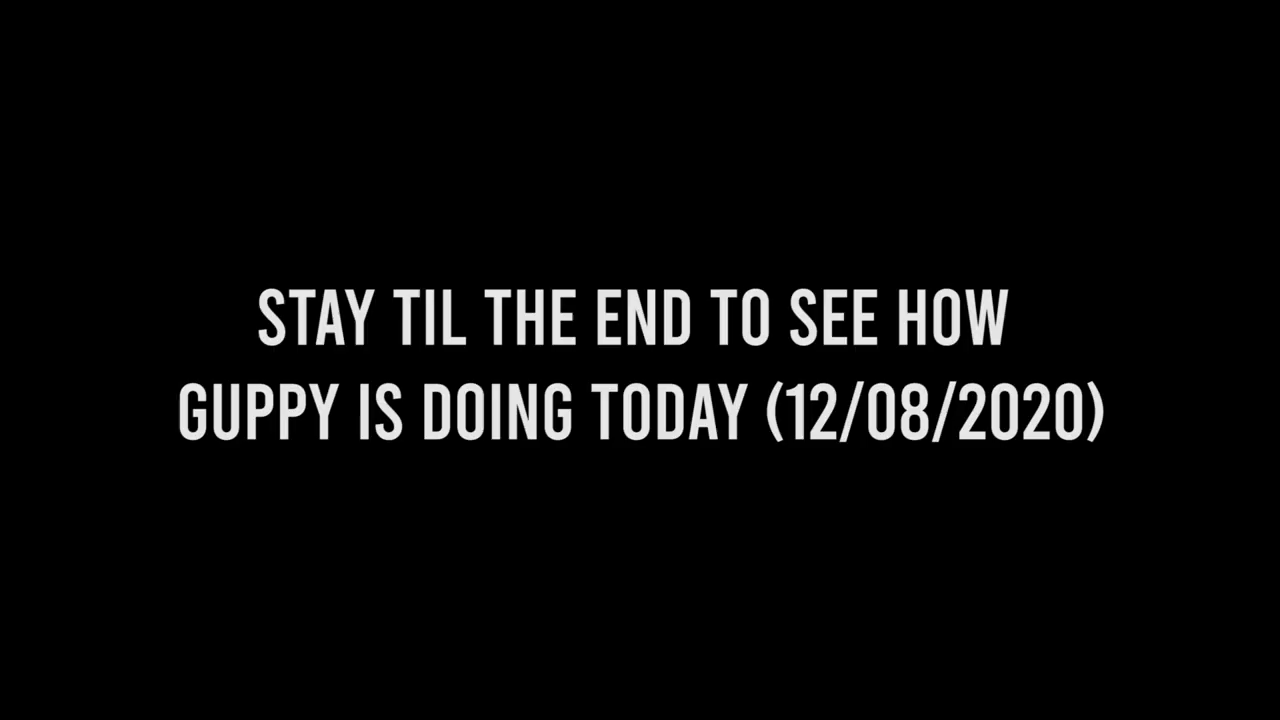 STAY TIL THE END TO SEE HOW
GUPPY IS DOING TODAY (12/08/2020)